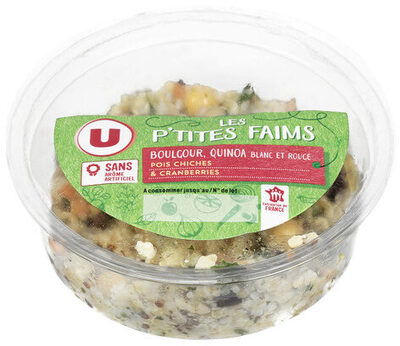 U
LES
P'TITES FAIMS
BOULGOUR, QUINOA BLANC ET ROUGE
POIS CHICHES
& CRANBERRIES
SANS
ARÔME
ARTIFICIEL
A consommer jusqu'au / N° de lot
FRANCE